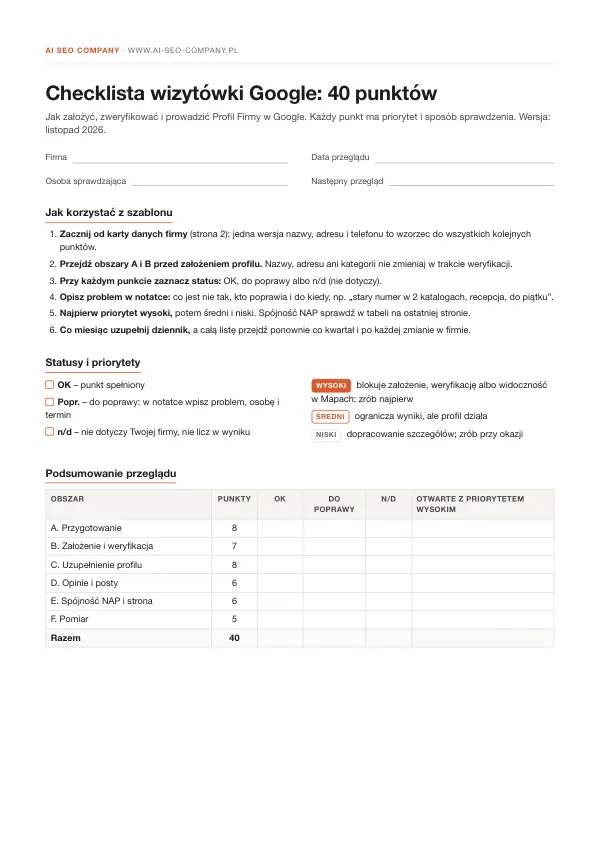 AI SEO COMPANY · WWW.AI-SEO-COMPANY.PL
Checklista wizytówki Google: 40 punktów
Jak założyć, zweryfikować i prowadzić Profil Firmy w Google. Każdy punkt ma priorytet i sposób sprawdzenia. Wersja:
listopad 2026.
Firma
Data przeglądu
Osoba sprawdzająca
Następny przegląd
Jak korzystać z szablonu
1. Zacznij od karty danych firmy (strona 2): jedna wersja nazwy, adresu i telefonu to wzorzec do wszystkich kolejnych
punktów.
2. Przejdź obszary A i B przed założeniem profilu. Nazwy, adresu ani kategorii nie zmieniaj w trakcie weryfikacji.
3. Przy każdym punkcie zaznacz status: OK, do poprawy albo n/d (nie dotyczy).
4. Opisz problem w notatce: co jest nie tak, kto poprawia i do kiedy, np. „stary numer w 2 katalogach, recepcja, do piątku”.
5. Najpierw priorytet wysoki, potem średni i niski. Spójność NAP sprawdź w tabeli na ostatniej stronie.
6. Co miesiąc uzupełnij dziennik, a całą listę przejdź ponownie co kwartał i po każdej zmianie w firmie.
Statusy i priorytety
OK – punkt spełniony
Popr. – do poprawy: w notatce wpisz problem, osobę i
termin
n/d – nie dotyczy Twojej firmy, nie licz w wyniku
WYSOKI blokuje założenie, weryfikację albo widoczność
w Mapach; zrób najpierw
ŚREDNI ogranicza wyniki, ale profil działa
NISKI dopracowanie szczegółów; zrób przy okazji
Podsumowanie przeglądu
OBSZAR PUNKTY OK DO POPRAWY N/D OTWARTE Z PRIORYTETEM WYSOKIM
A. Przygotowanie 8
B. Założenie i weryfikacja 7
C. Uzupełnienie profilu 8
D. Opinie i posty 6
E. Spójność NAP i strona 6
F. Pomiar 5
Razem 40